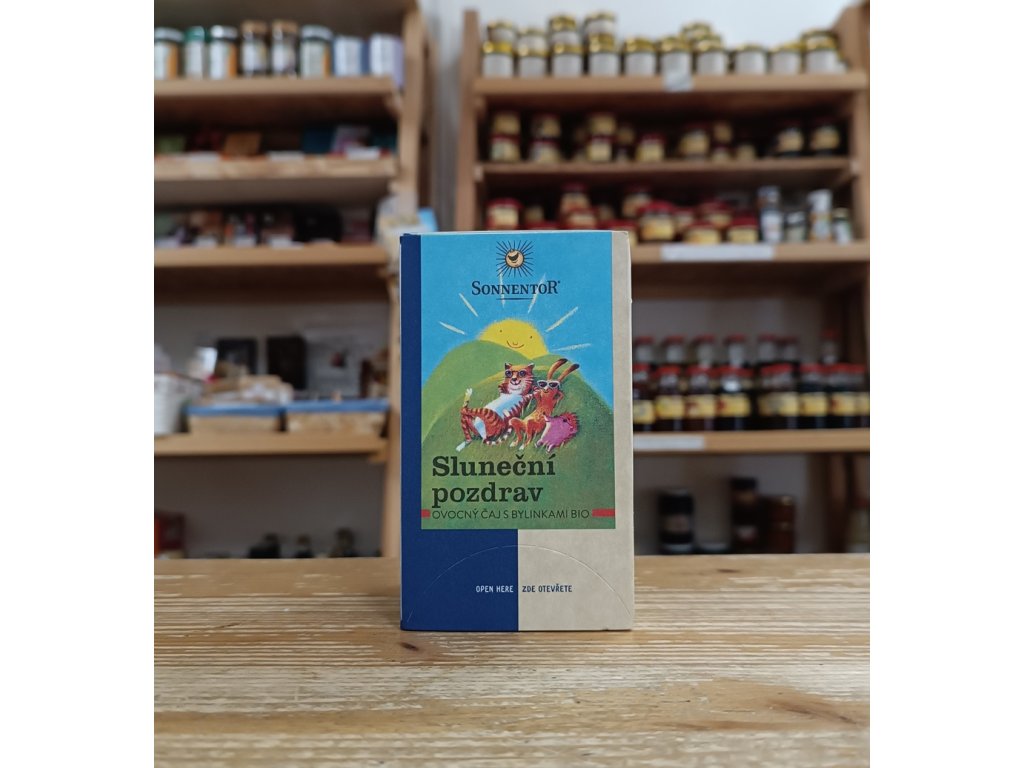 SONNENTOR®
Sluneční
pozdrav
OVOCNÝ ČAJ S BYLINKAMI BIO
OPEN HERE ZDE OTEVŘETE